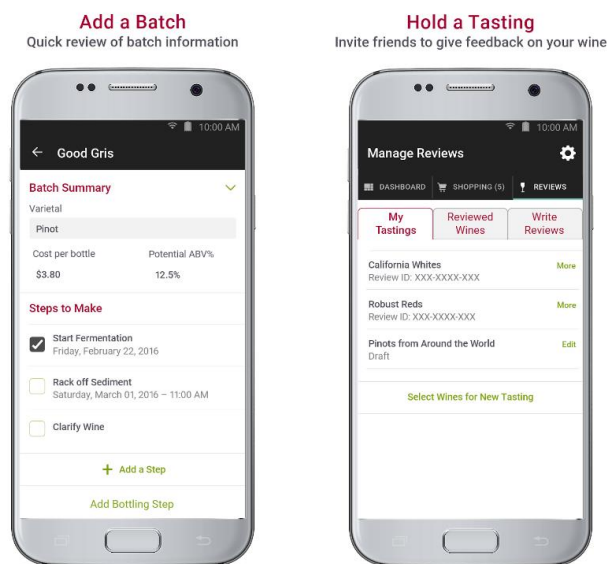 Add a Batch
Quick review of batch information
10:00 AM
Good Gris
Batch Summary
Varietal
Pinot
Cost per bottle Potential ABV%
$3.80 12.5%
Steps to Make
Start Fermentation
Friday, February 22, 2016
Rack off Sediment
Saturday, March 01, 2016 – 11:00 AM
Clarify Wine
+ Add a Step
Add Bottling Step
Hold a Tasting
Invite friends to give feedback on your wine
10:00 AM
Manage Reviews
DASHBOARD SHOPPING (5) REVIEWS
My Tastings
Reviewed Wines
Write Reviews
California Whites More
Review ID: XXX-XXXX-XXX
Robust Reds More
Review ID: XXX-XXXX-XXX
Pinots from Around the World Edit
Draft
Select Wines for New Tasting